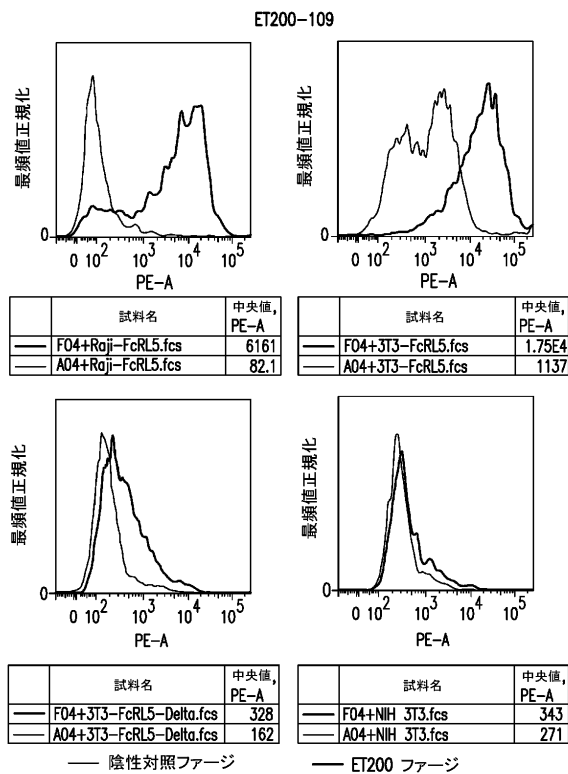 ET200-109
最頻値正規化
0
0 10² 10³ 10⁴ 10⁵
PE-A
試料名 中央値, PE-A
F04+Raji-FcRL5.fcs 6161
A04+Raji-FcRL5.fcs 82.1
最頻値正規化
0
0 10² 10³ 10⁴ 10⁵
PE-A
試料名 中央値, PE-A
F04+3T3-FcRL5.fcs 1.75E4
A04+3T3-FcRL5.fcs 1137
最頻値正規化
0
0 10² 10³ 10⁴ 10⁵
PE-A
試料名 中央値, PE-A
F04+3T3-FcRL5-Delta.fcs 328
A04+3T3-FcRL5-Delta.fcs 162
最頻値正規化
0
0 10² 10³ 10⁴ 10⁵
PE-A
試料名 中央値, PE-A
F04+NIH 3T3.fcs 343
A04+NIH 3T3.fcs 271
陰性対照ファージ ET200 ファージ